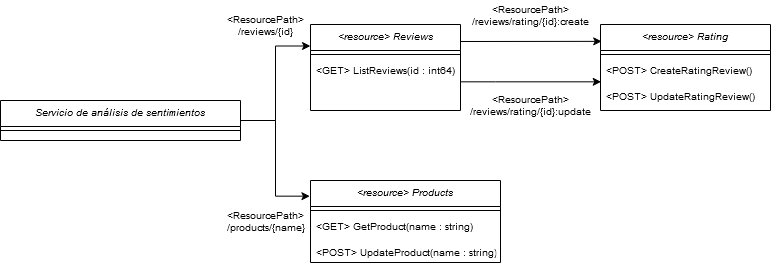 <ResourcePath>
/reviews/{id}
<resource> Reviews
<GET> ListReviews(id : int64)
<ResourcePath>
/reviews/rating/{id}:create
<ResourcePath>
/reviews/rating/{id}:update
<resource> Rating
<POST> CreateRatingReview()
<POST> UpdateRatingReview()
Servicio de análisis de sentimientos
<ResourcePath>
/products/{name}
<resource> Products
<GET> GetProduct(name : string)
<POST> UpdateProduct(name : string)